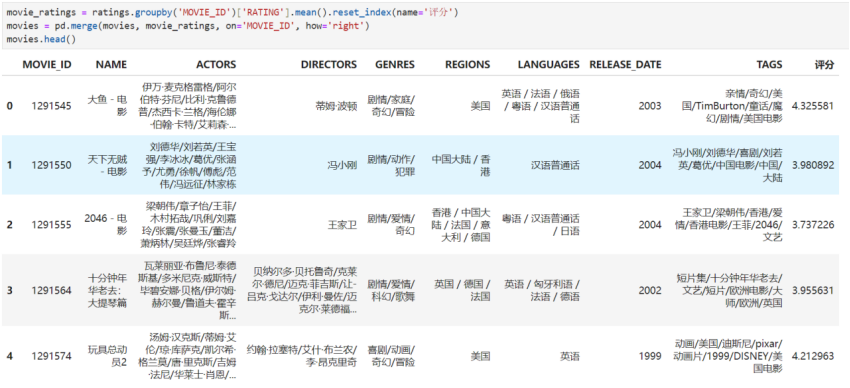 movie_ratings = ratings.groupby('MOVIE_ID')['RATING'].mean().reset_index(name='评分')
movies = pd.merge(movies, movie_ratings, on='MOVIE_ID', how='right')
movies.head()
MOVIE_ID NAME ACTORS DIRECTORS GENRES REGIONS LANGUAGES RELEASE_DATE TAGS 评分
0 1291545 大鱼 - 电影 伊万·麦克格雷格/阿尔伯特·芬尼/比利·克鲁德普/杰西卡·兰格/海伦娜·伯翰·卡特/艾莉森·... 蒂姆·波顿 剧情/家庭/奇幻/冒险 美国 英语 / 法语 / 俄语 / 粤语 / 汉语普通话 2003 亲情/奇幻/美国/TimBurton/童话/魔幻/剧情/美国电影 4.325581
1 1291550 天下无贼 - 电影 刘德华/刘若英/王宝强/李冰冰/葛优/张涵予/尤勇/徐帆/傅彪/范伟/冯远征/林家栋 冯小刚 剧情/动作/犯罪 中国大陆 / 香港 汉语普通话 2004 冯小刚/刘德华/喜剧/刘若英/葛优/中国电影/中国/大陆 3.980892
2 1291555 2046 - 电影 梁朝伟/章子怡/王菲/木村拓哉/巩俐/刘嘉玲/张震/张曼玉/董洁/萧炳林/吴廷烨/张睿羚 王家卫 剧情/爱情/奇幻 香港 / 中国大陆 / 法国 / 意大利 / 德国 粤语 / 汉语普通话 / 日语 2004 王家卫/梁朝伟/香港/爱情/香港电影/王菲/2046/文艺 3.737226
3 1291564 十分钟年华老去：大提琴篇 瓦莱丽亚·布鲁尼·泰德斯基/多米尼克·威斯特/毕碧安娜·贝格/伊尔姆·赫尔曼/鲁道夫·霍辛斯... 贝纳尔多·贝托鲁奇/克莱尔·德尼/迈克·菲吉斯/让-吕克·戈达尔/伊利·曼佐/迈克尔·莱德福... 剧情/爱情/科幻/歌舞 英国 / 德国 / 法国 英语 / 匈牙利语 / 法语 / 德语 2002 短片集/十分钟年华老去/文艺/短片/欧洲电影/大师/欧洲/英国 3.955631
4 1291574 玩具总动员2 汤姆·汉克斯/蒂姆·艾伦/琼·库萨克/凯尔希·格兰莫/唐·里克斯/吉姆·法尼/华莱士·肖恩/... 约翰·拉塞特/艾什·布兰农/李·昂克里奇 喜剧/动画/奇幻/冒险 美国 英语 1999 动画/美国/迪斯尼/pixar/动画片/1999/DISNEY/美国电影 4.212963